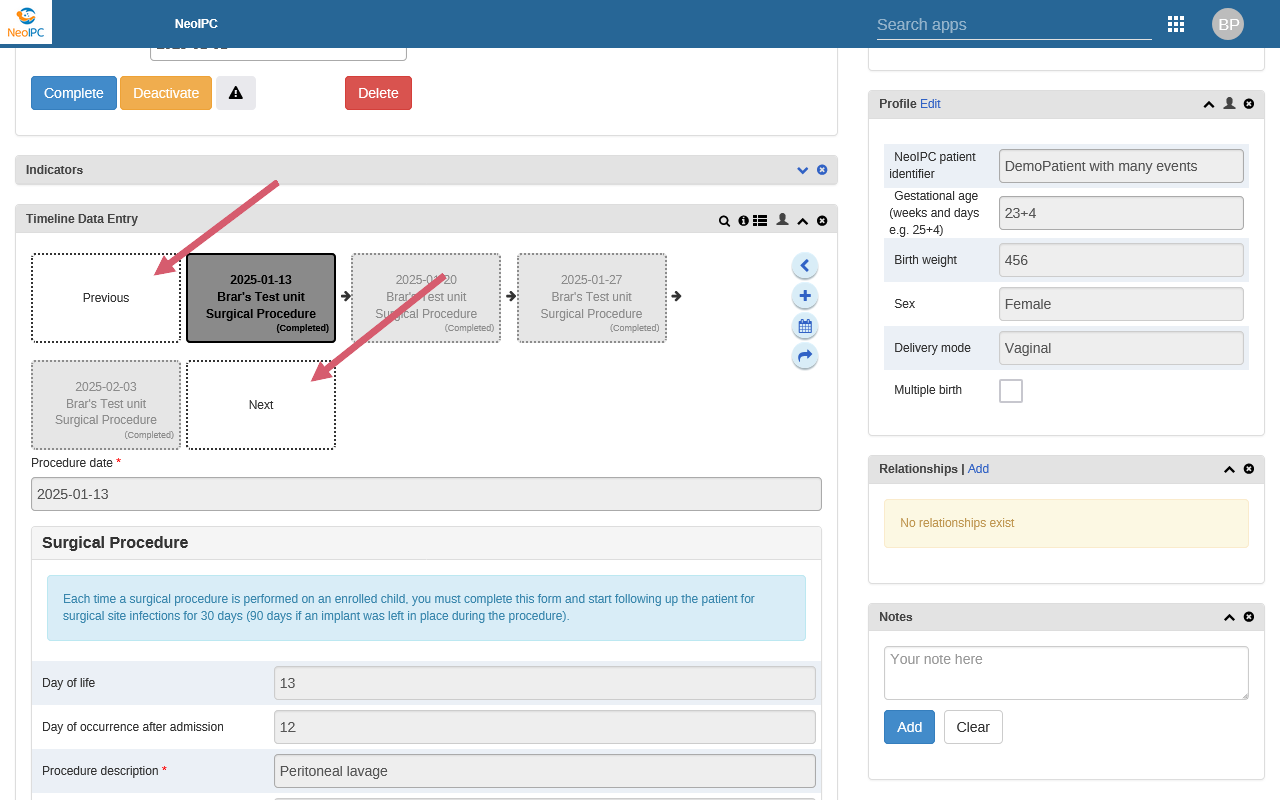 NeoIPC
NeoIPC
Search apps
BP
Complete
Deactivate
Delete
Indicators
Timeline Data Entry
Previous
2025-01-13
Brar's Test unit
Surgical Procedure
(Completed)
2025-01-20
Brar's Test unit
Surgical Procedure
(Completed)
2025-01-27
Brar's Test unit
Surgical Procedure
(Completed)
2025-02-03
Brar's Test unit
Surgical Procedure
(Completed)
Next
Procedure date *
2025-01-13
Surgical Procedure
Each time a surgical procedure is performed on an enrolled child, you must complete this form and start following up the patient for
surgical site infections for 30 days (90 days if an implant was left in place during the procedure).
Day of life
13
Day of occurrence after admission
12
Procedure description *
Peritoneal lavage
Profile Edit
NeoIPC patient
identifier
DemoPatient with many events
Gestational age
(weeks and days
e.g. 25+4)
23+4
Birth weight
456
Sex
Female
Delivery mode
Vaginal
Multiple birth
Relationships | Add
No relationships exist
Notes
Your note here
Add
Clear